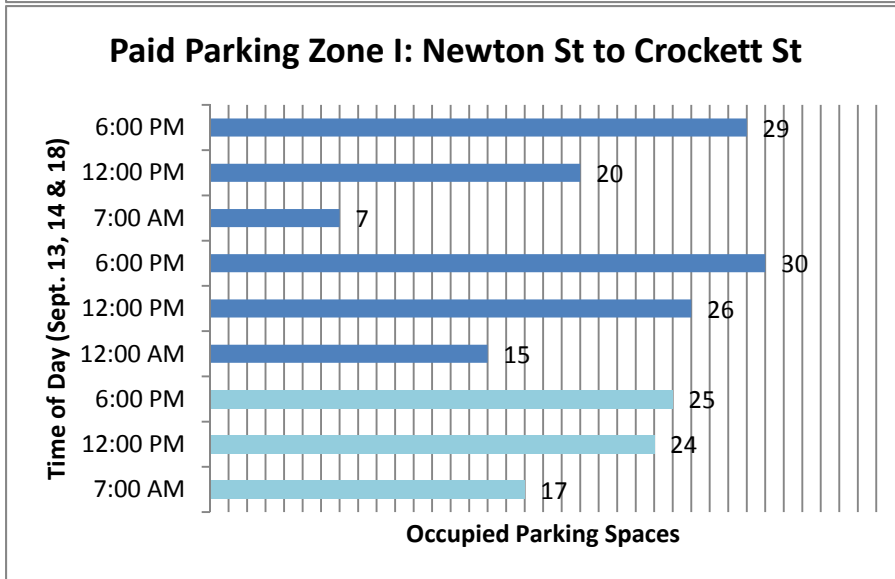 Paid Parking Zone I: Newton St to Crockett St
Time of Day (Sept. 13, 14 & 18)
6:00 PM 29
12:00 PM 20
7:00 AM 7
6:00 PM 30
12:00 PM 26
12:00 AM 15
6:00 PM 25
12:00 PM 24
7:00 AM 17
Occupied Parking Spaces